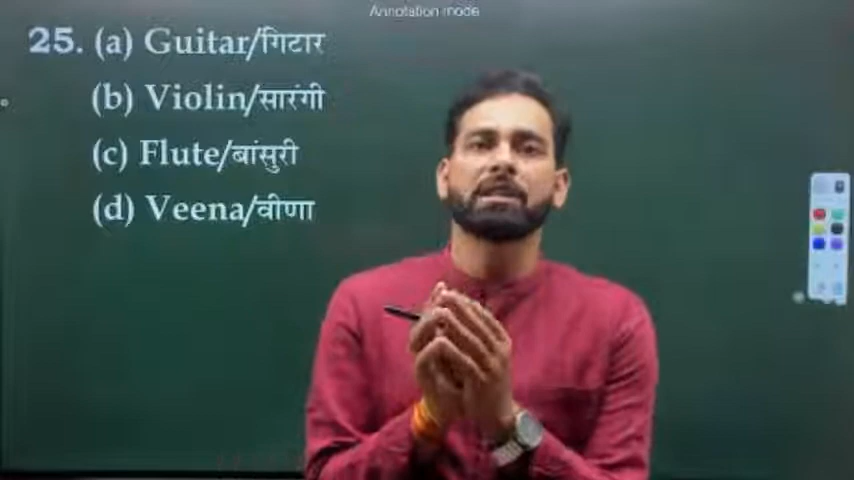 Annotation mode
25. (a) Guitar/गिटार
(b) Violin/सारंगी
(c) Flute/बांसुरी
(d) Veena/वीणा